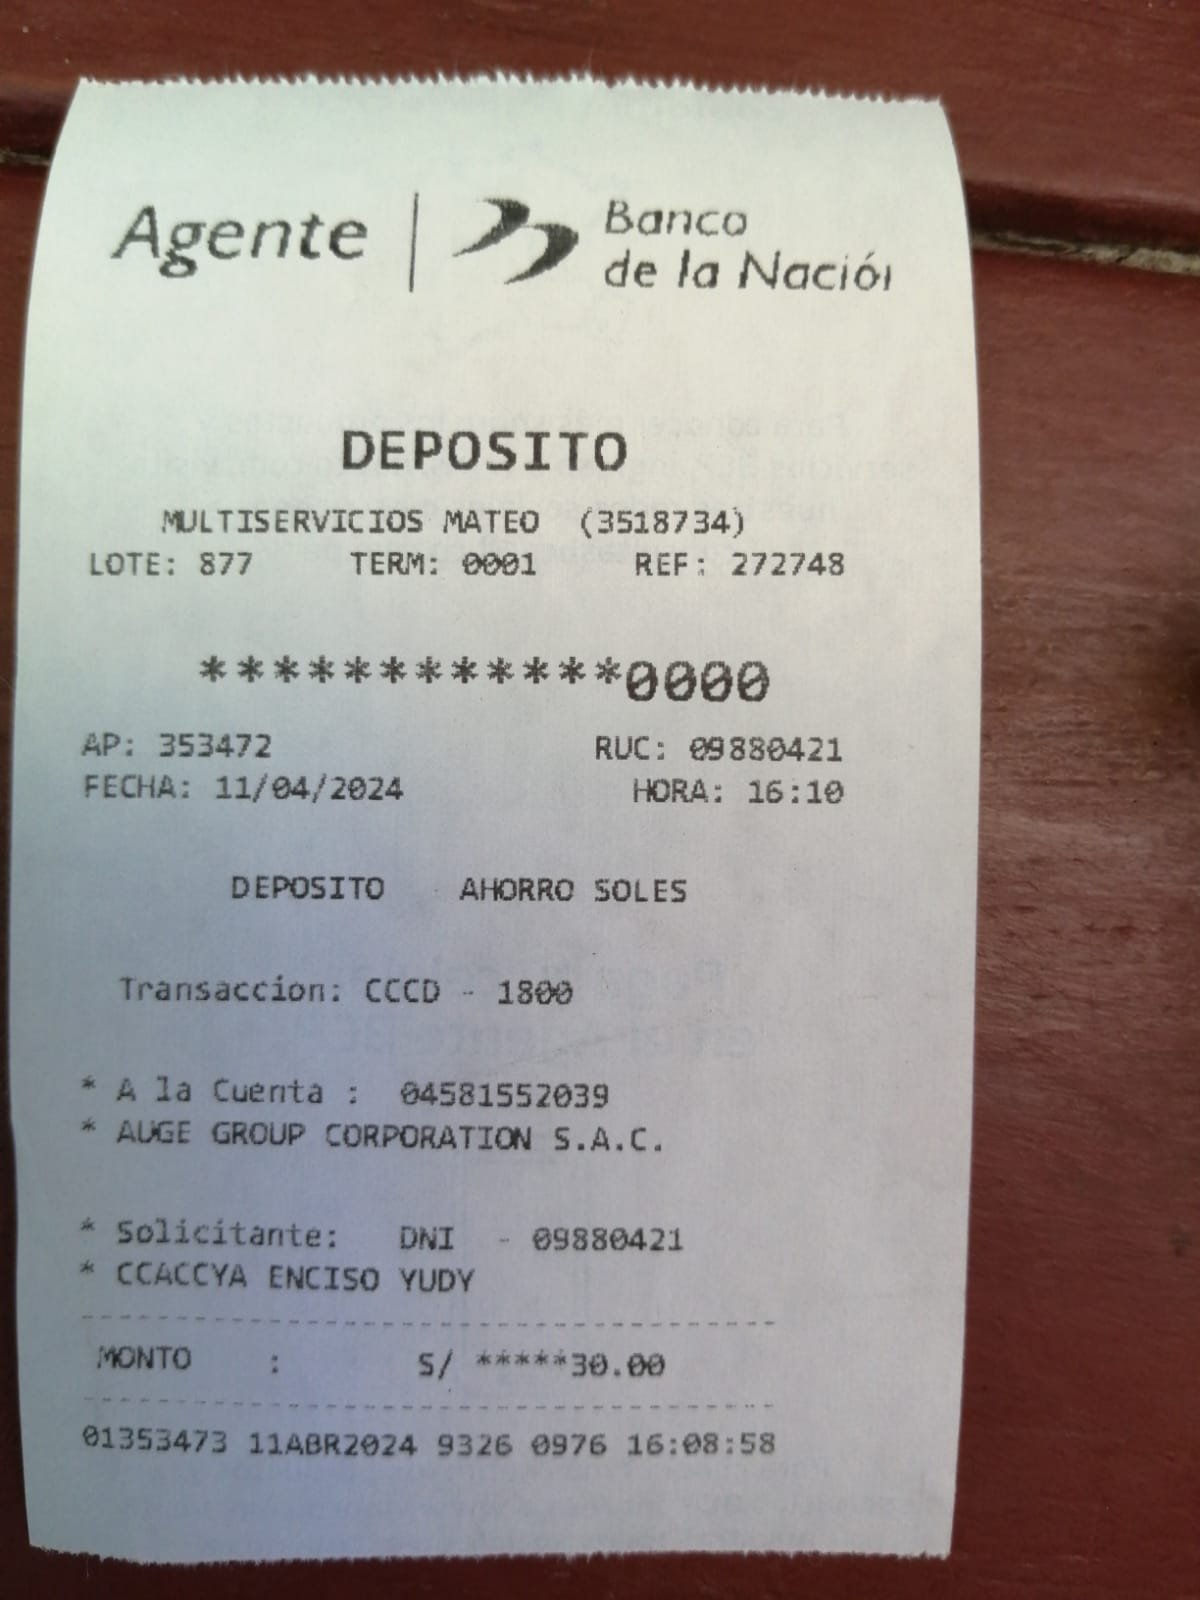 Agente | Banco
de la Nación
DEPOSITO
MULTISERVICIOS MATEO (3518734)
LOTE: 877 TERM: 0001 REF: 272748
************0000
AP: 353472 RUC: 09880421
FECHA: 11/04/2024 HORA: 16:10
DEPOSITO AHORRO SOLES
Transaccion: CCCD - 1800
* A la Cuenta : 04581552039
* AUGE GROUP CORPORATION S.A.C.
* Solicitante: DNI - 09880421
* CCACCYA ENCISO YUDY
MONTO : S/ *****30.00
01353473 11ABR2024 9326 0976 16:08:58